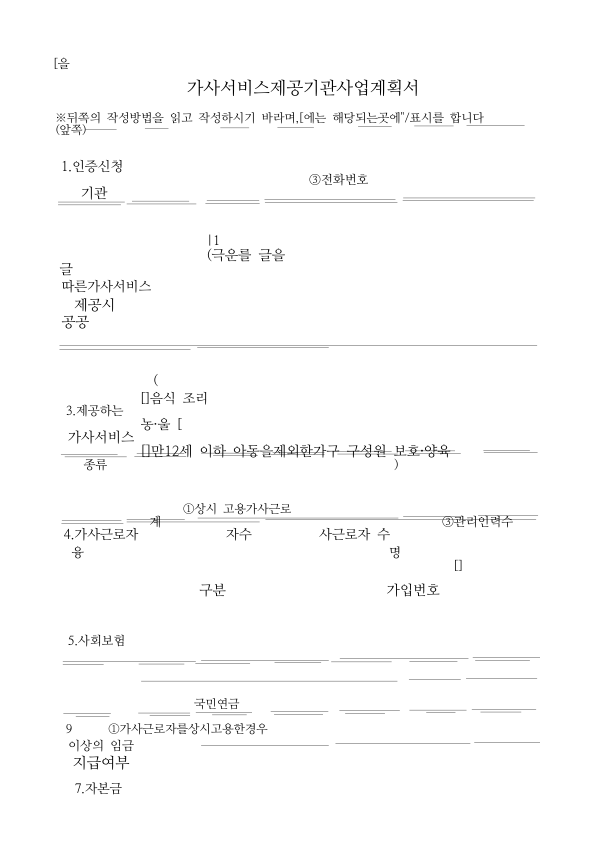 [을
가사서비스제공기관사업계획서
※뒤쪽의 작성방법을 읽고 작성하시기 바라며,[에는 해당되는곳에"/표시를 합니다
(앞쪽)
1.인증신청
③전화번호
기관
|1
(극운를 글을
글
따른가사서비스
제공시
공공
(
[]음식 조리
3.제공하는
농·울 [
가사서비스
[]만12세 이하 아동을제외한가구 구성원 보호·양육
종류
)
①상시 고용가사근로
계
③관리인력수
4.가사근로자
자수
사근로자 수
융
명
[]
구분
가입번호
5.사회보험
국민연금
9
①가사근로자를상시고용한경우
이상의 임금
지급여부
7.자본금